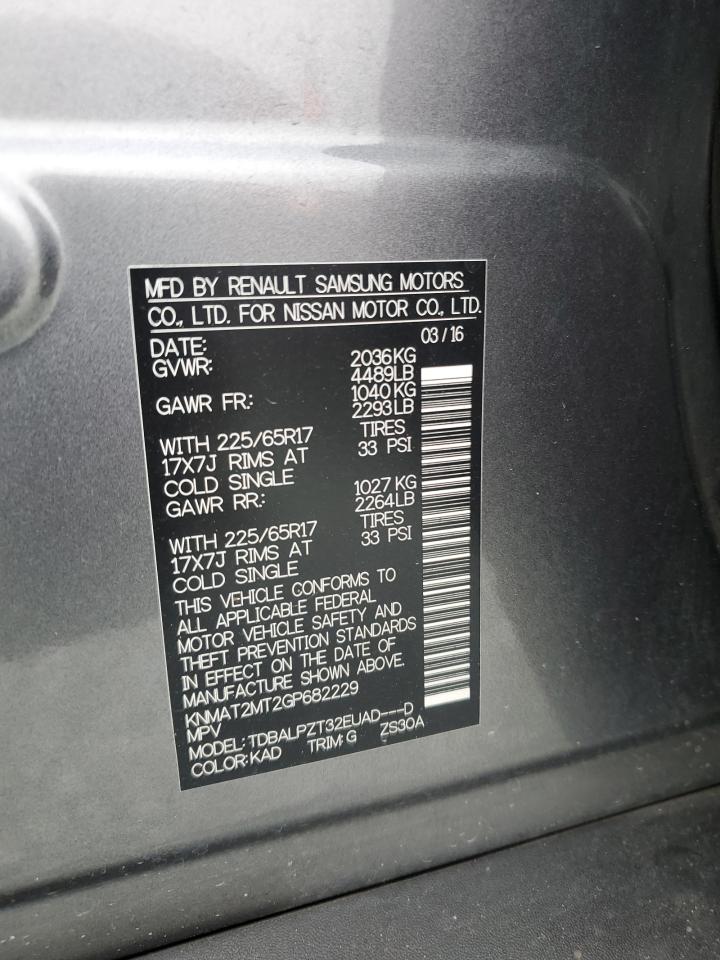 MFD BY RENAULT SAMSUNG MOTORS
CO., LTD. FOR NISSAN MOTOR CO., LTD.
DATE: 03/16
GVWR: 2036KG
4489LB
GAWR FR.: 1040KG
2293LB
WITH 225/65R17 TIRES
17X7J RIMS AT 33 PSI
COLD SINGLE
GAWR RR.: 1027KG
2264LB
WITH 225/65R17 TIRES
17X7J RIMS AT 33 PSI
COLD SINGLE
THIS VEHICLE CONFORMS TO
ALL APPLICABLE FEDERAL
MOTOR VEHICLE SAFETY AND
THEFT PREVENTION STANDARDS
IN EFFECT ON THE DATE OF
MANUFACTURE SHOWN ABOVE.
KNMAT2MT2GP682229
MPV
MODEL: TDBALPZT32EUAD---D
COLOR:KAD TRIM:G ZS30A